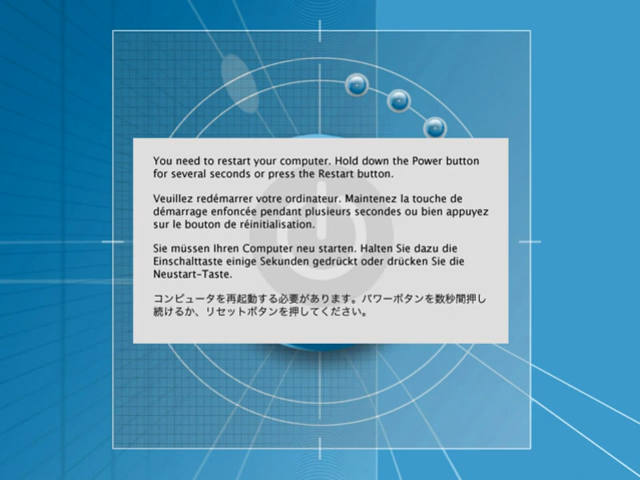 You need to restart your computer. Hold down the Power button
for several seconds or press the Restart button.
Veuillez redémarrer votre ordinateur. Maintenez la touche de
démarrage enfoncée pendant plusieurs secondes ou bien appuyez
sur le bouton de réinitialisation.
Sie müssen Ihren Computer neu starten. Halten Sie dazu die
Einschalttaste einige Sekunden gedrückt oder drücken Sie die
Neustart-Taste.
コンピュータを再起動する必要があります。パワーボタンを数秒間押し
続けるか、リセットボタンを押してください。